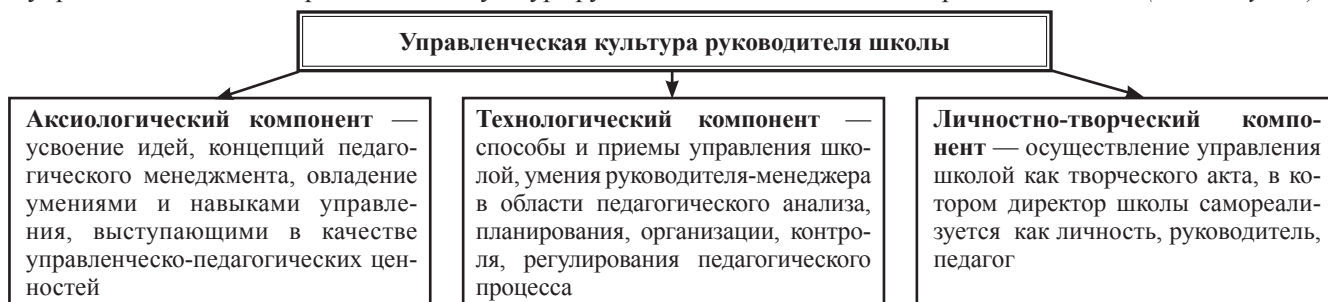 Управленческая культура руководителя школы
Аксиологический компонент —
усвоение идей, концепций педаго-
гического менеджмента, овладение
умениями и навыками управле-
ния, выступающими в качестве
управленческо-педагогических цен-
ностей
Технологический компонент —
способы и приемы управления шко-
лой, умения руководителя-менеджера
в области педагогического анализа,
планирования, организации, контро-
ля, регулирования педагогического
процесса
Личностно-творческий компо-
нент — осуществление управления
школой как творческого акта, в ко-
тором директор школы самореали-
зуется как личность, руководитель,
педагог